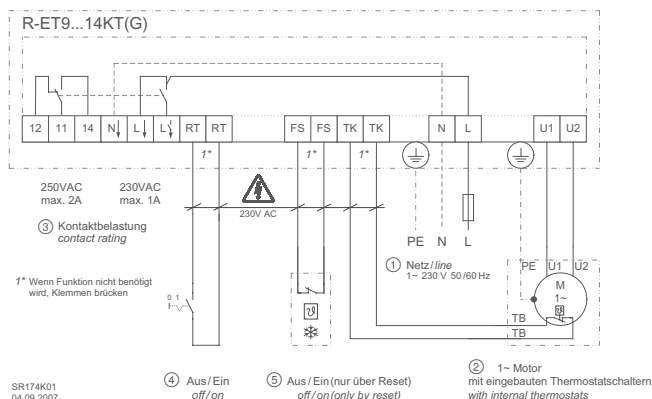 R-ET9...14KT(G)
12 11 14 N L L RT RT FS FS TK TK N L U1 U2
1* 1* 1*
250VAC
max. 2A
230VAC
max. 1A
230V AC
③ Kontaktbelastung
contact rating
PE N L
① Netz/line
1~ 230 V 50/60 Hz
PE U1 U2
M
1~
TB
TB
1* Wenn Funktion nicht benötigt
wird, Klemmen brücken
0 1
④ Aus/Ein
off/on
⑤ Aus/Ein (nur über Reset)
off/on (only by reset)
② 1~ Motor
mit eingebauten Thermostatschaltern
with internal thermostats
SR174K01
04.09.2007